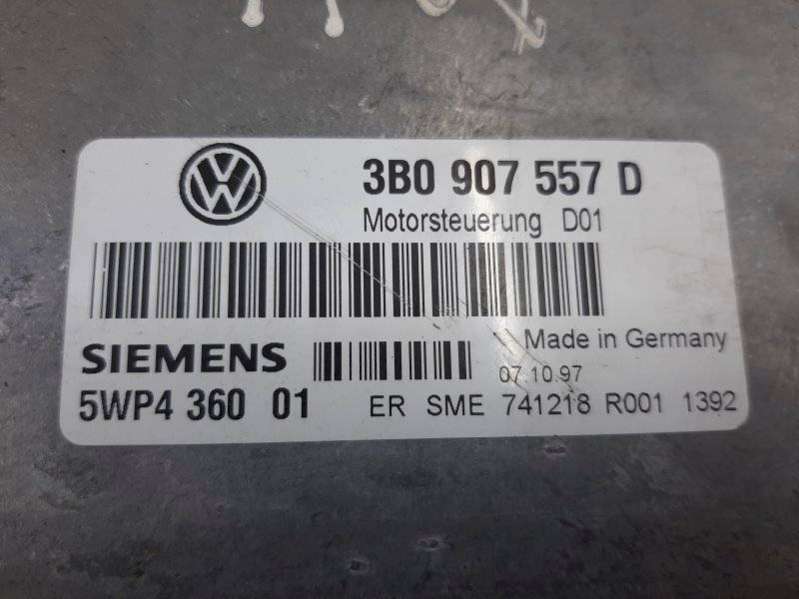 3B0 907 557 D
Motorsteuerung D01
Made in Germany
SIEMENS
07.10.97
5WP4 360 01 ER SME 741218 R001 1392